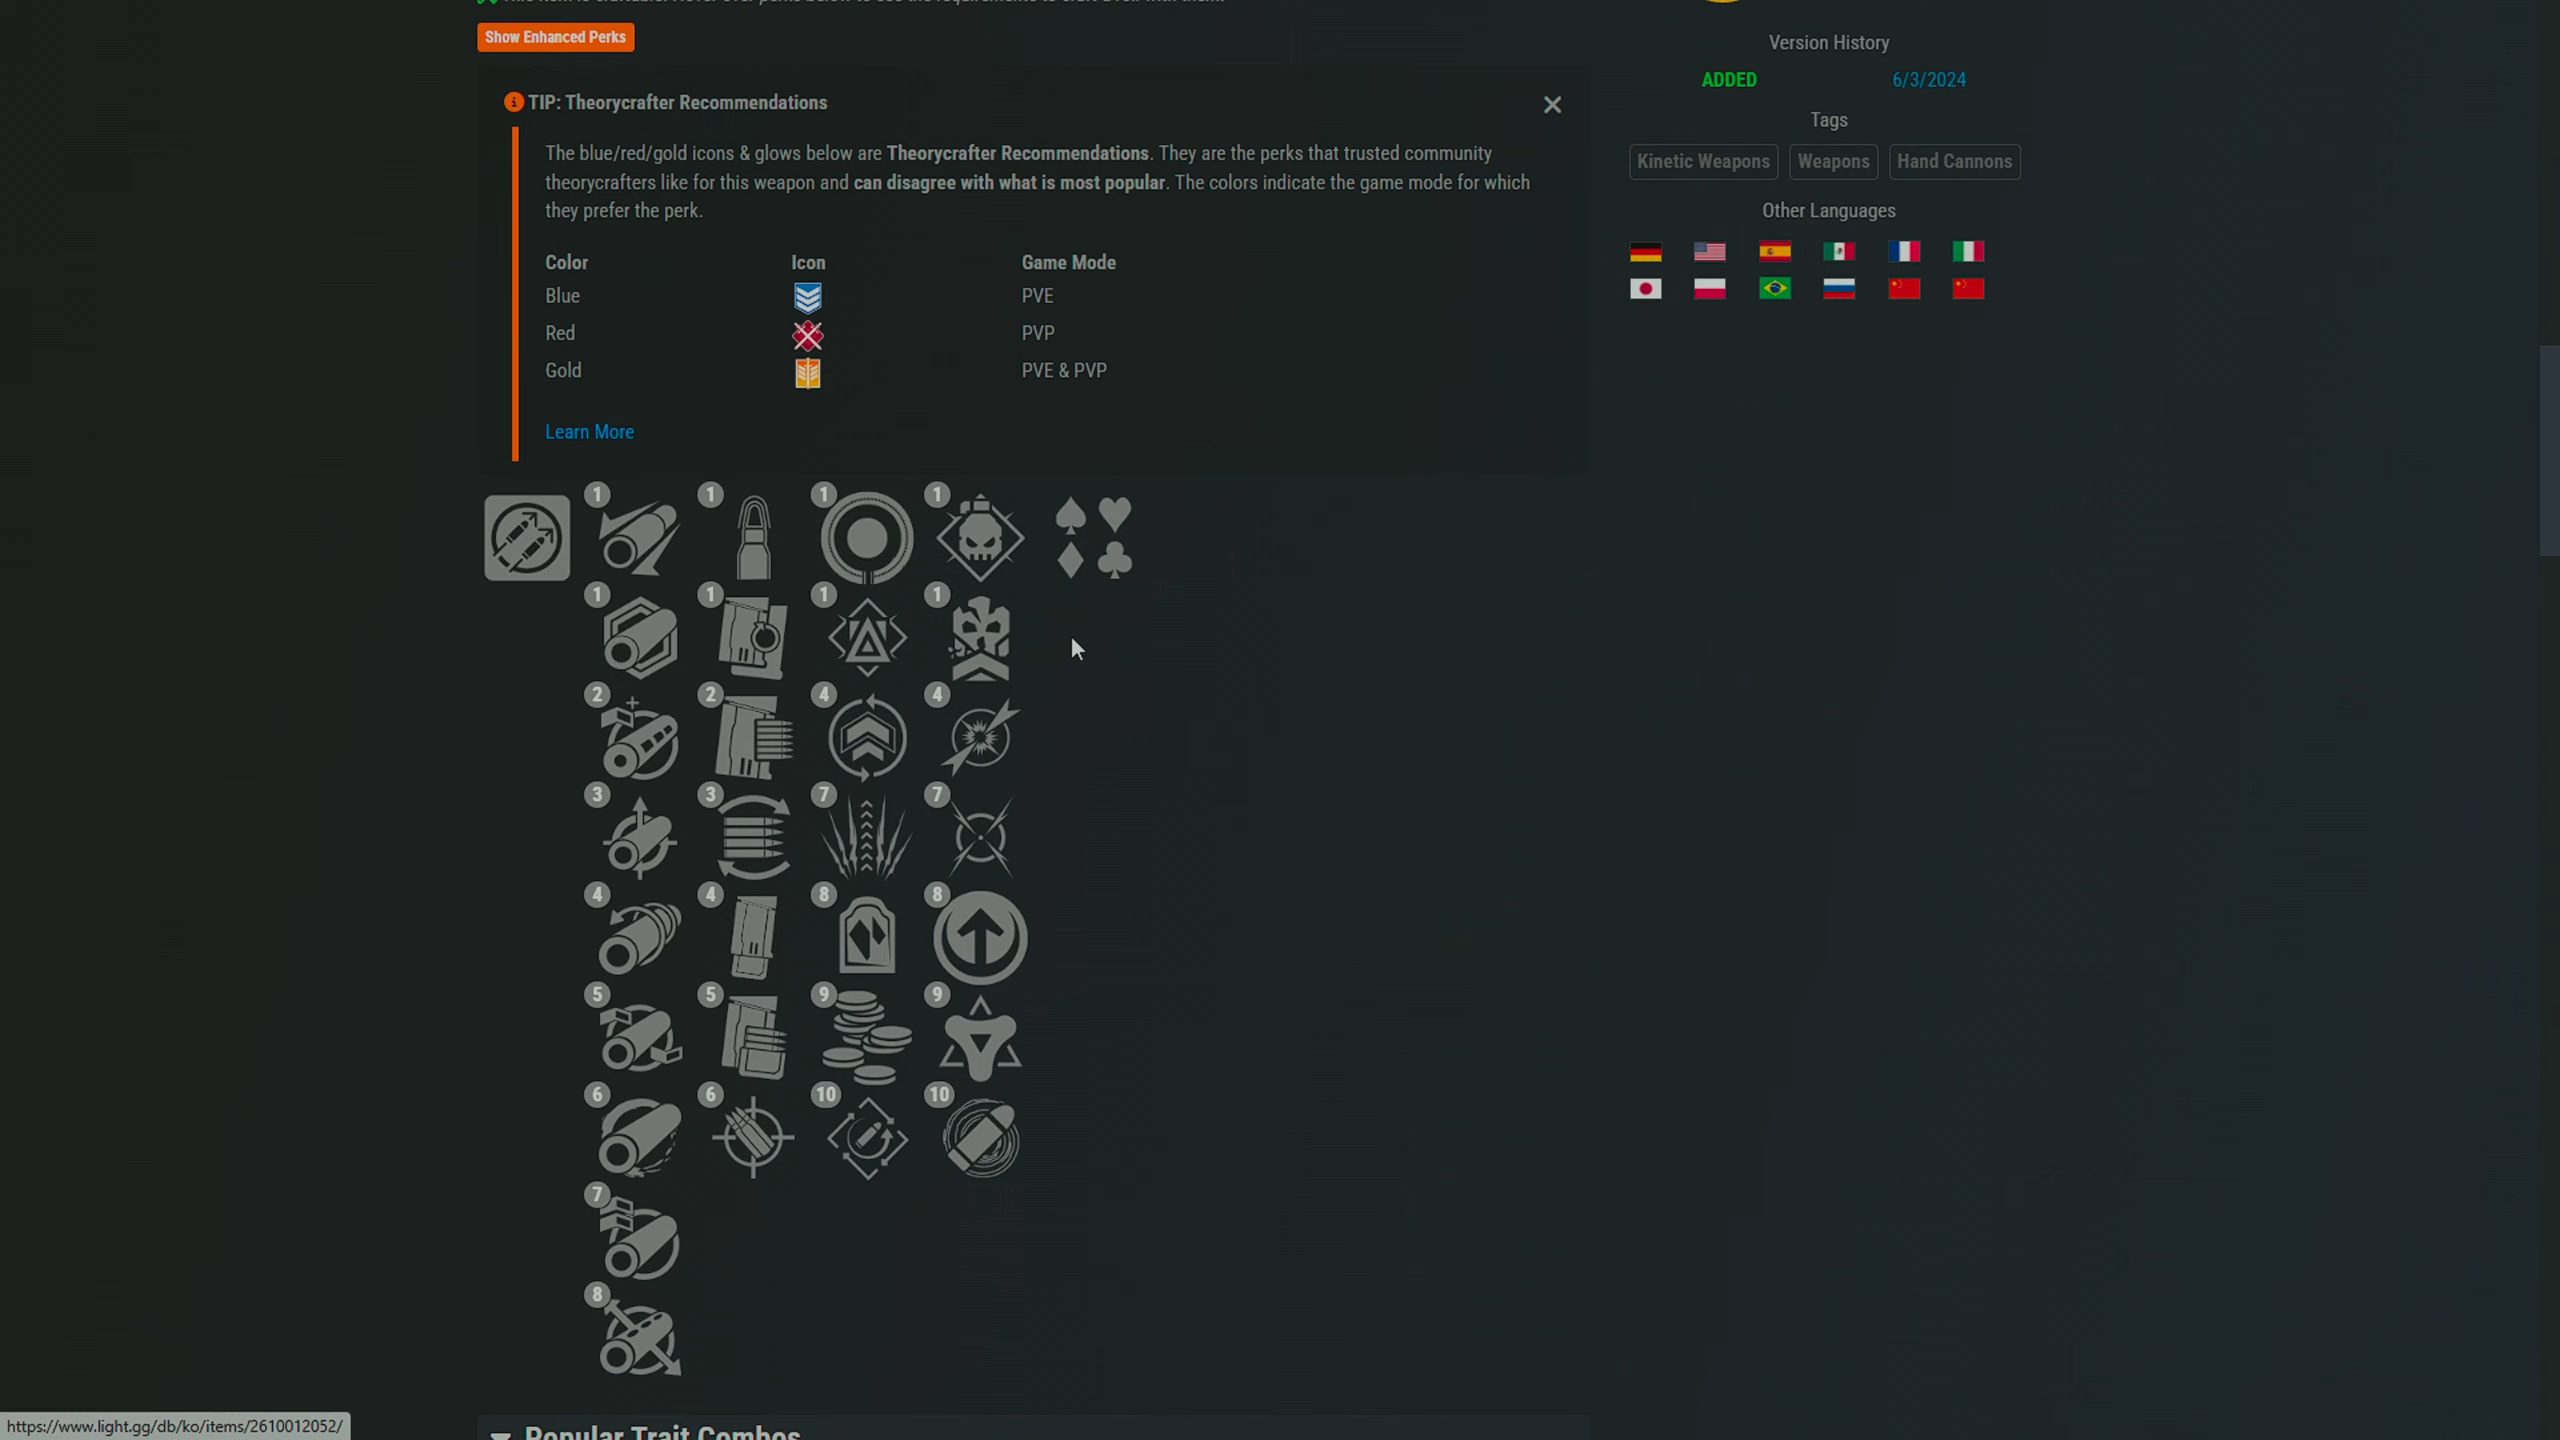 Show Enhanced Perks
TIP: Theorycrafter Recommendations
The blue/red/gold icons & glows below are Theorycrafter Recommendations. They are the perks that trusted community
theorycrafters like for this weapon and can disagree with what is most popular. The colors indicate the game mode for which
they prefer the perk.
Color Icon Game Mode
Blue PVE
Red PVP
Gold PVE & PVP
Learn More
Version History
ADDED 6/3/2024
Tags
Kinetic Weapons Weapons Hand Cannons
Other Languages
1 1 1 1
1 1 1 1
2 2 4 4
3 3 7 7
4 4 8 8
5 5 9 9
6 6 10 10
7
8
Popular Trait Combos
https://www.light.gg/db/ko/items/2610012052/